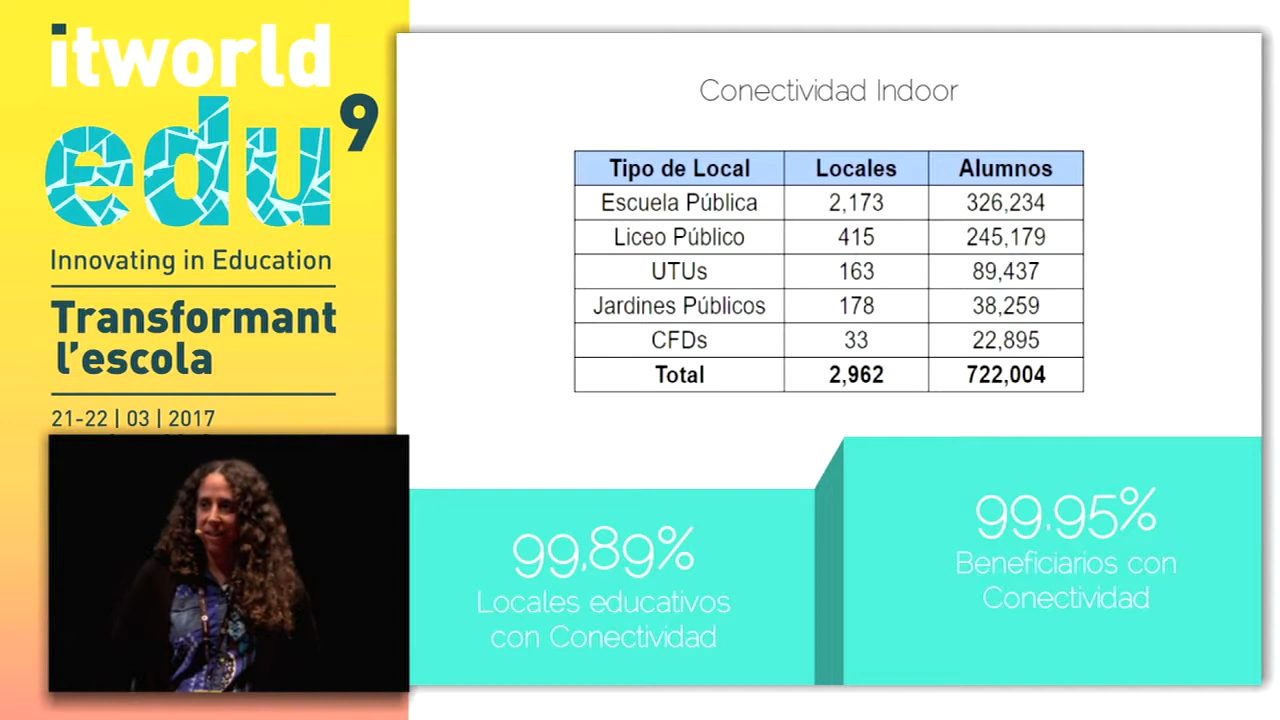 itworld
edu⁹
Innovating in Education
Transformant
l'escola
21-22 | 03 | 2017
Conectividad Indoor
Tipo de Local Locales Alumnos
Escuela Pública 2,173 326,234
Liceo Público 415 245,179
UTUs 163 89,437
Jardines Públicos 178 38,259
CFDs 33 22,895
Total 2,962 722,004
99,89%
Locales educativos
con Conectividad
99.95%
Beneficiarios con
Conectividad